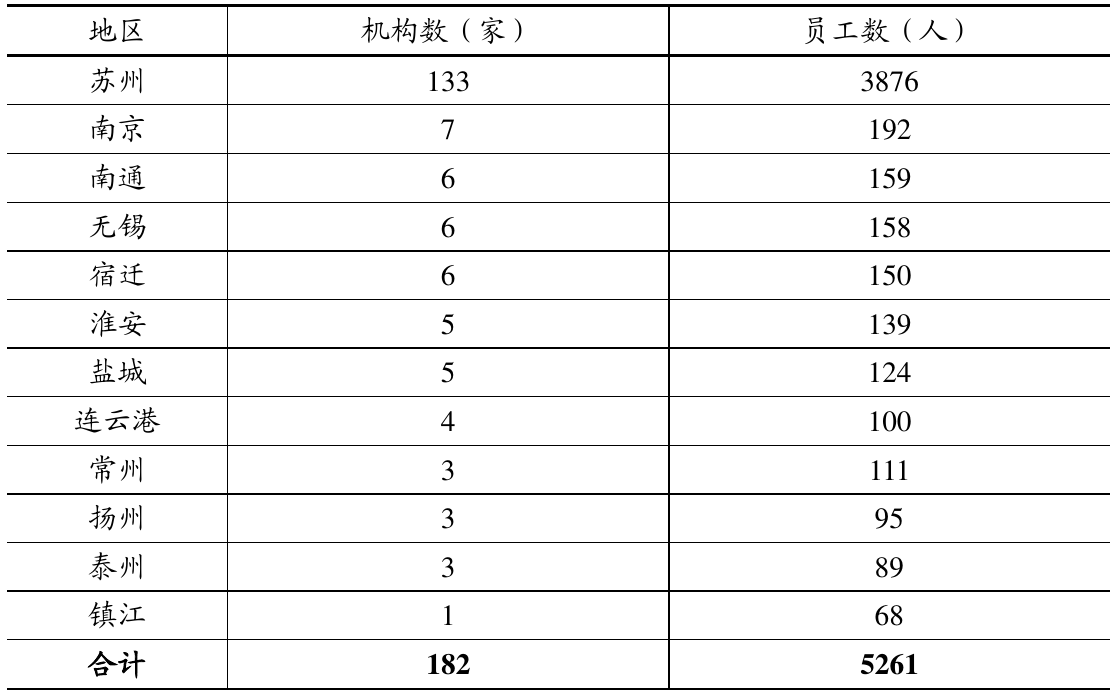 地区 机构数（家） 员工数（人）
苏州 133 3876
南京 7 192
南通 6 159
无锡 6 158
宿迁 6 150
淮安 5 139
盐城 5 124
连云港 4 100
常州 3 111
扬州 3 95
泰州 3 89
镇江 1 68
合计 182 5261